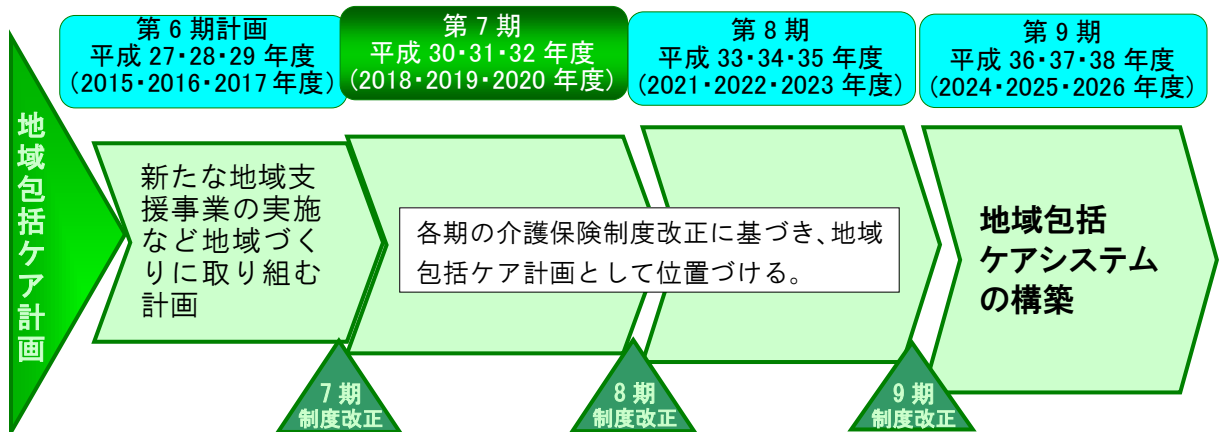 第６期計画
平成 27・28・29 年度
(2015・2016・2017 年度)
第７期
平成 30・31・32 年度
(2018・2019・2020 年度)
第８期
平成 33・34・35 年度
(2021・2022・2023 年度)
第９期
平成 36・37・38 年度
(2024・2025・2026 年度)
地域包括ケア計画
新たな地域支
援事業の実施
など地域づく
りに取り組む
計画
各期の介護保険制度改正に基づき、地域
包括ケア計画として位置づける。
地域包括
ケアシステム
の構築
７期
制度改正
８期
制度改正
９期
制度改正